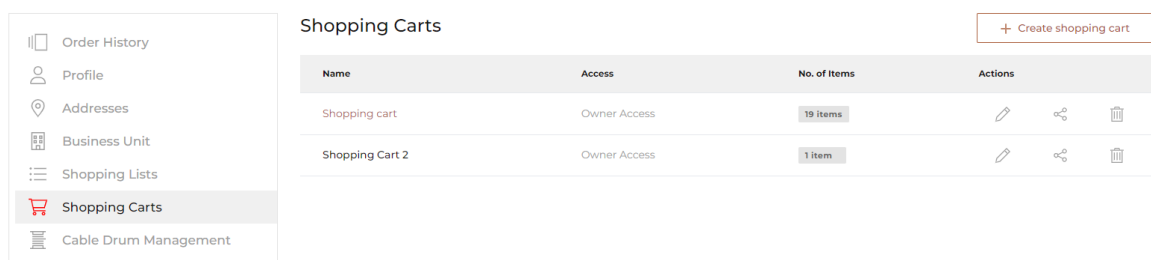 Shopping Carts
+ Create shopping cart
Order History
Profile
Addresses
Business Unit
Shopping Lists
Shopping Carts
Cable Drum Management
Name Access No. of Items Actions
Shopping cart Owner Access 19 items
Shopping Cart 2 Owner Access 1 item